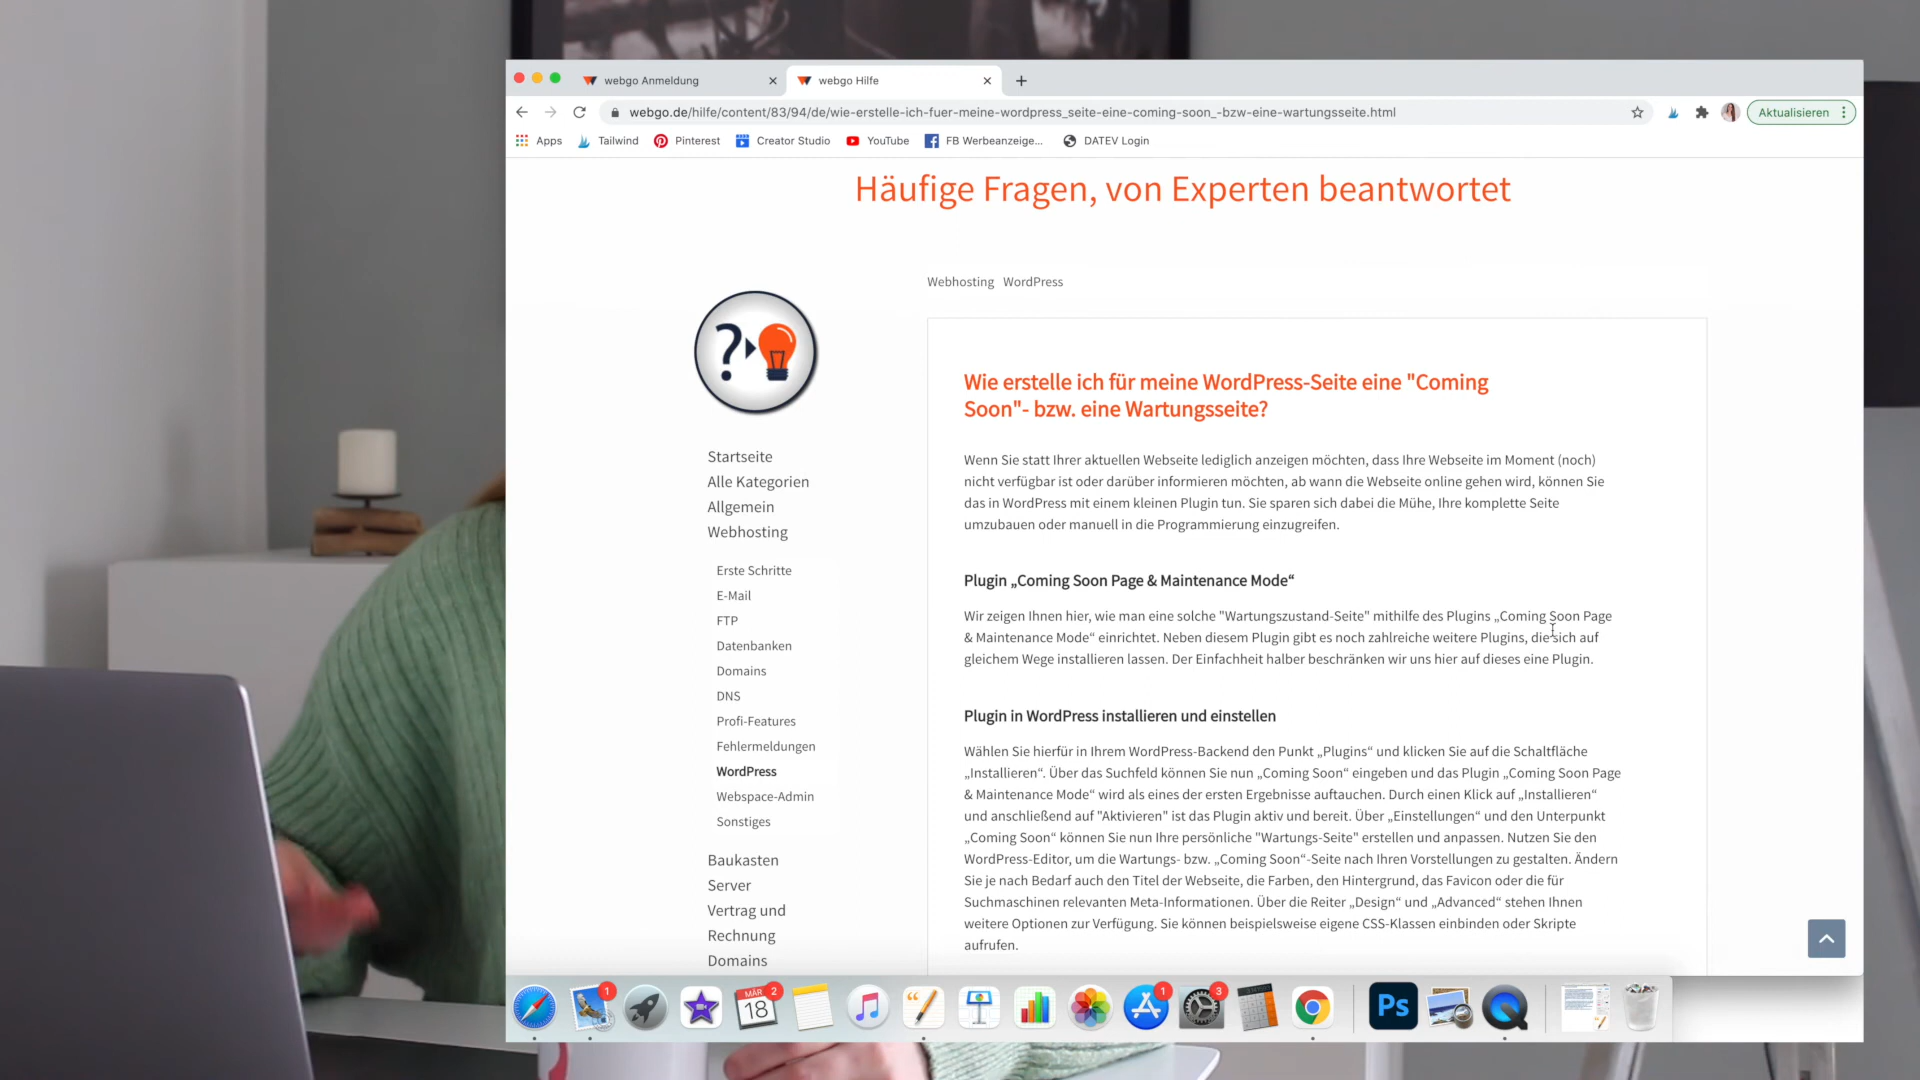 webgo Anmeldung
webgo Hilfe
webgo.de/hilfe/content/83/94/de/wie-erstelle-ich-fuer-meine-wordpress_seite-eine-coming-soon_-bzw-eine-wartungsseite.html
Aktualisieren
Apps
Tailwind
Pinterest
Creator Studio
YouTube
FB Werbeanzeige...
DATEV Login
Häufige Fragen, von Experten beantwortet
Webhosting WordPress
?
Startseite
Alle Kategorien
Allgemein
Webhosting
Erste Schritte
E-Mail
FTP
Datenbanken
Domains
DNS
Profi-Features
Fehlermeldungen
WordPress
Webspace-Admin
Sonstiges
Baukasten
Server
Vertrag und
Rechnung
Domains
Wie erstelle ich für meine WordPress-Seite eine "Coming
Soon"- bzw. eine Wartungsseite?
Wenn Sie statt Ihrer aktuellen Webseite lediglich anzeigen möchten, dass Ihre Webseite im Moment (noch)
nicht verfügbar ist oder darüber informieren möchten, ab wann die Webseite online gehen wird, können Sie
das in WordPress mit einem kleinen Plugin tun. Sie sparen sich dabei die Mühe, Ihre komplette Seite
umzubauen oder manuell in die Programmierung einzugreifen.
Plugin „Coming Soon Page & Maintenance Mode“
Wir zeigen Ihnen hier, wie man eine solche "Wartungszustand-Seite" mithilfe des Plugins „Coming Soon Page
& Maintenance Mode“ einrichtet. Neben diesem Plugin gibt es noch zahlreiche weitere Plugins, die sich auf
gleichem Wege installieren lassen. Der Einfachheit halber beschränken wir uns hier auf dieses eine Plugin.
Plugin in WordPress installieren und einstellen
Wählen Sie hierfür in Ihrem WordPress-Backend den Punkt „Plugins“ und klicken Sie auf die Schaltfläche
„Installieren“. Über das Suchfeld können Sie nun „Coming Soon“ eingeben und das Plugin „Coming Soon Page
& Maintenance Mode“ wird als eines der ersten Ergebnisse auftauchen. Durch einen Klick auf „Installieren“
und anschließend auf "Aktivieren" ist das Plugin aktiv und bereit. Über „Einstellungen“ und den Unterpunkt
„Coming Soon“ können Sie nun Ihre persönliche "Wartungs-Seite" erstellen und anpassen. Nutzen Sie den
WordPress-Editor, um die Wartungs- bzw. „Coming Soon“-Seite nach Ihren Vorstellungen zu gestalten. Ändern
Sie je nach Bedarf auch den Titel der Webseite, die Farben, den Hintergrund, das Favicon oder die für
Suchmaschinen relevanten Meta-Informationen. Über die Reiter „Design“ und „Advanced“ stehen Ihnen
weitere Optionen zur Verfügung. Sie können beispielsweise eigene CSS-Klassen einbinden oder Skripte
aufrufen.
1
MÄR
18
2
1
3
Ps